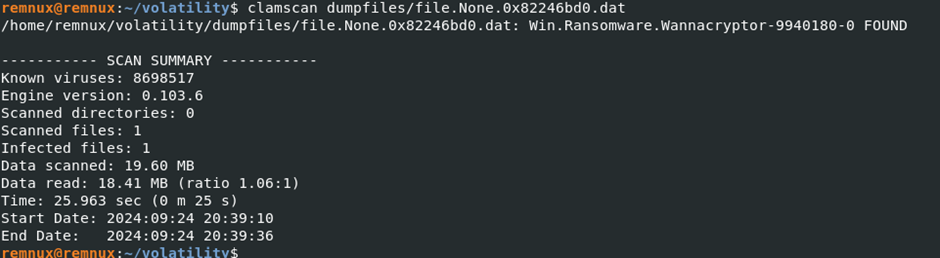 remnux@remnux:~/volatility$ clamscan dumpfiles/file.None.0x82246bd0.dat
/home/remnux/volatility/dumpfiles/file.None.0x82246bd0.dat: Win.Ransomware.Wannacryptor-9940180-0 FOUND
----------- SCAN SUMMARY -----------
Known viruses: 8698517
Engine version: 0.103.6
Scanned directories: 0
Scanned files: 1
Infected files: 1
Data scanned: 19.60 MB
Data read: 18.41 MB (ratio 1.06:1)
Time: 25.963 sec (0 m 25 s)
Start Date: 2024:09:24 20:39:10
End Date:   2024:09:24 20:39:36
remnux@remnux:~/volatility$